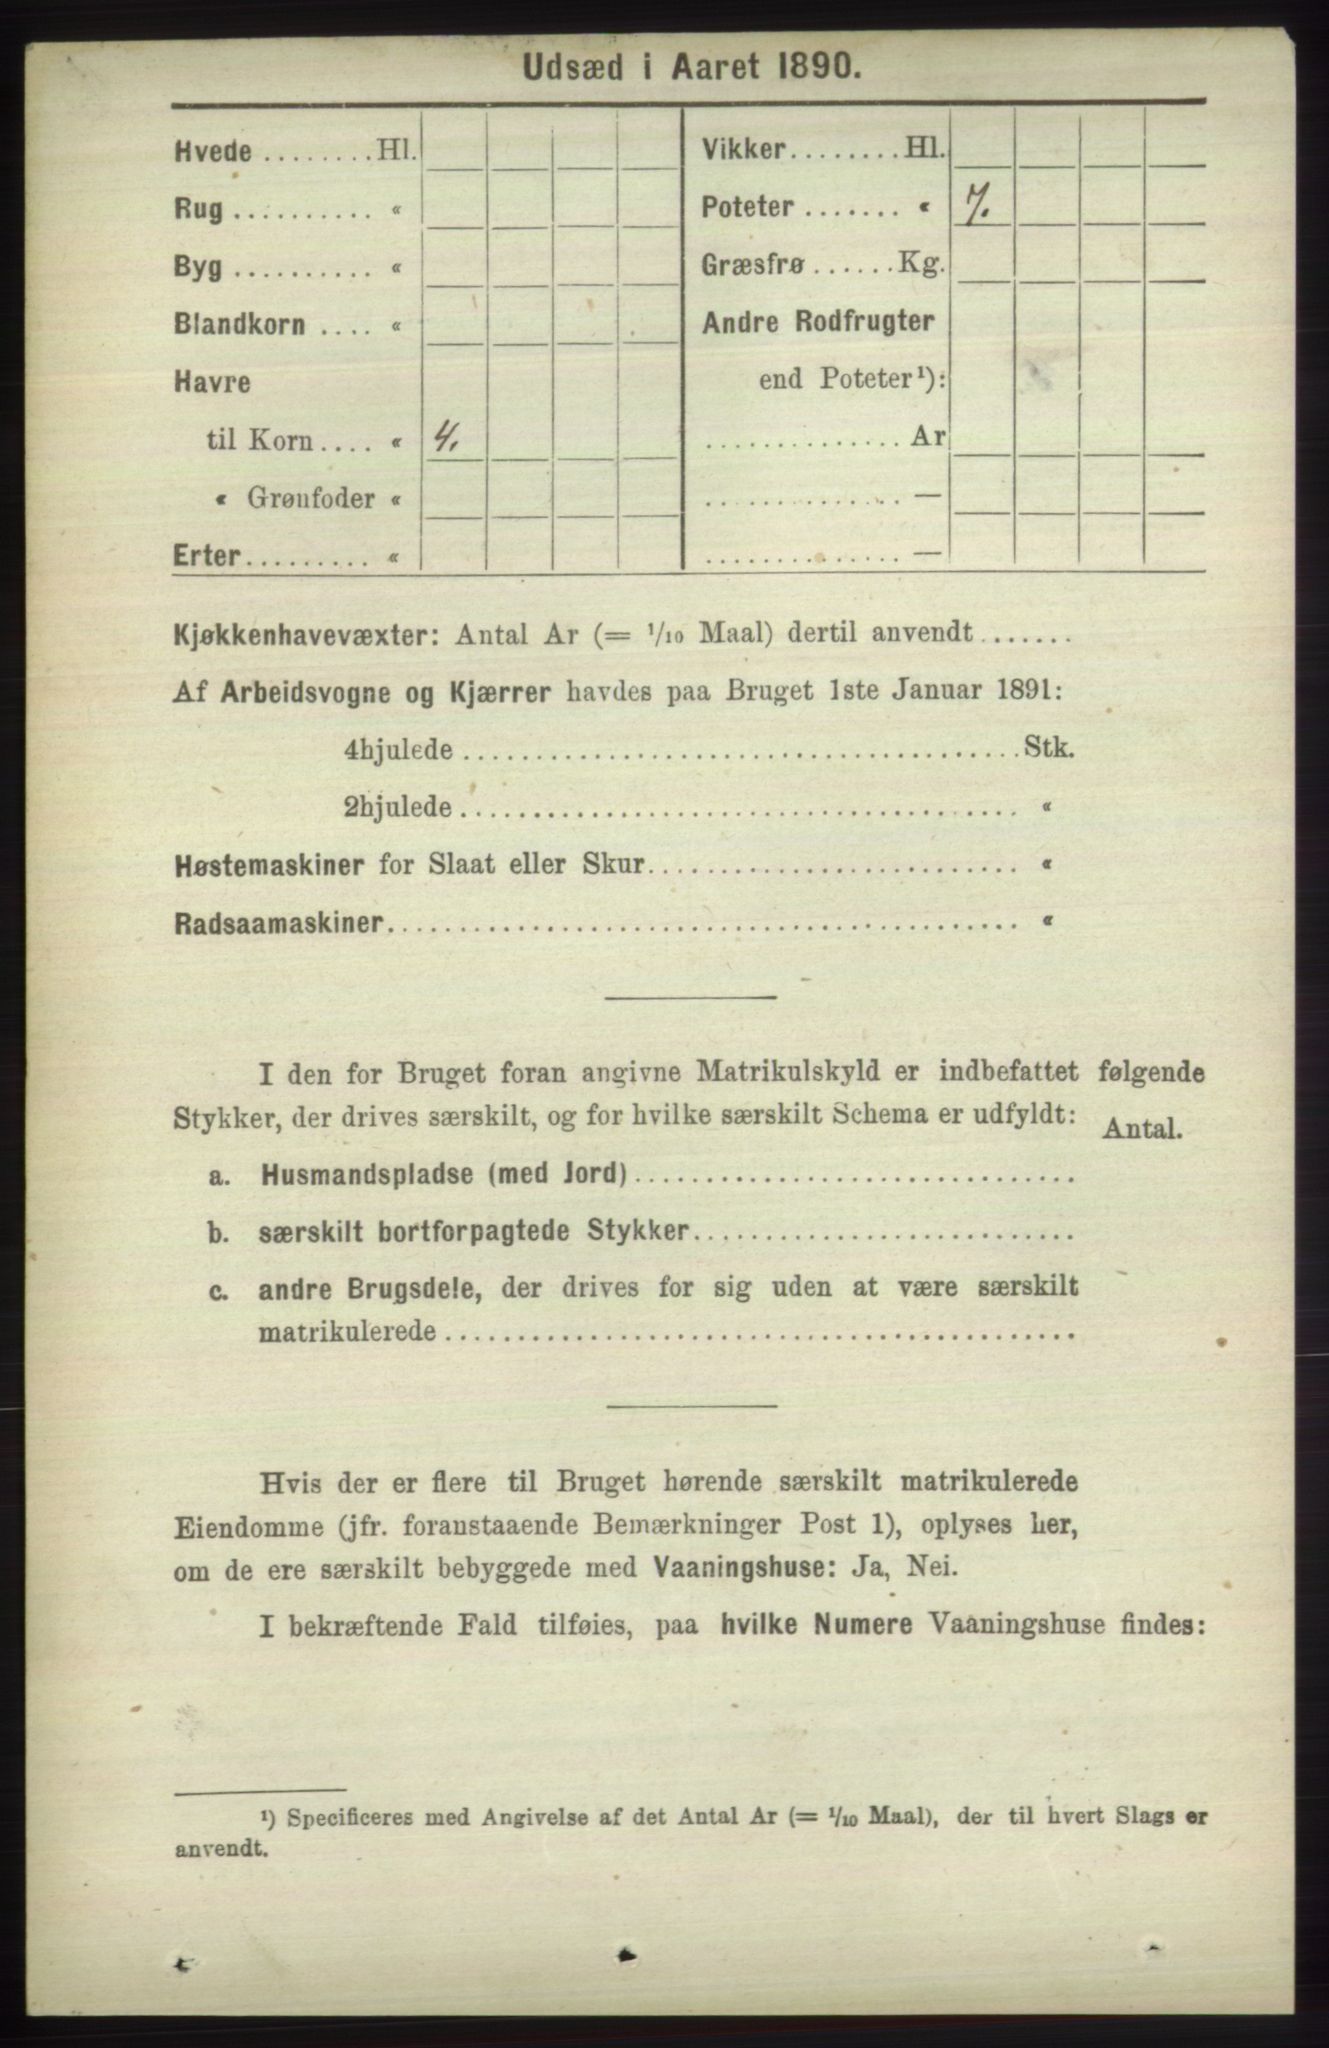 Udsæd i Aaret 1890.
Hvede ........ Hl.
Rug .......... "
Byg .......... "
Blandkorn .... "
Havre
til Korn .... " 4.
" Grønfoder "
Erter ......... "
Vikker ........ Hl.
Poteter ....... " 7.
Græsfrø ...... Kg.
Andre Rodfrugter
end Poteter¹):
.............. Ar
.............. —
.............. —
Kjøkkenhavevæxter: Antal Ar (= 1/10 Maal) dertil anvendt .......
Af Arbeidsvogne og Kjærrer havdes paa Bruget 1ste Januar 1891:
4hjulede ........................................ Stk.
2hjulede ........................................ "
Høstemaskiner for Slaat eller Skur .......................... "
Radsaamaskiner ........................................ "
I den for Bruget foran angivne Matrikulskyld er indbefattet følgende
Stykker, der drives særskilt, og for hvilke særskilt Schema er udfyldt: Antal.
a. Husmandspladse (med Jord) ..............................
b. særskilt bortforpagtede Stykker ..........................
c. andre Brugsdele, der drives for sig uden at være særskilt
matrikulerede ........................................
Hvis der er flere til Bruget hørende særskilt matrikulerede
Eiendomme (jfr. foranstaaende Bemærkninger Post 1), oplyses her,
om de ere særskilt bebyggede med Vaaningshuse: Ja, Nei.
I bekræftende Fald tilføies, paa hvilke Numere Vaaningshuse findes:
¹) Specificeres med Angivelse af det Antal Ar (= 1/10 Maal), der til hvert Slags er
anvendt.